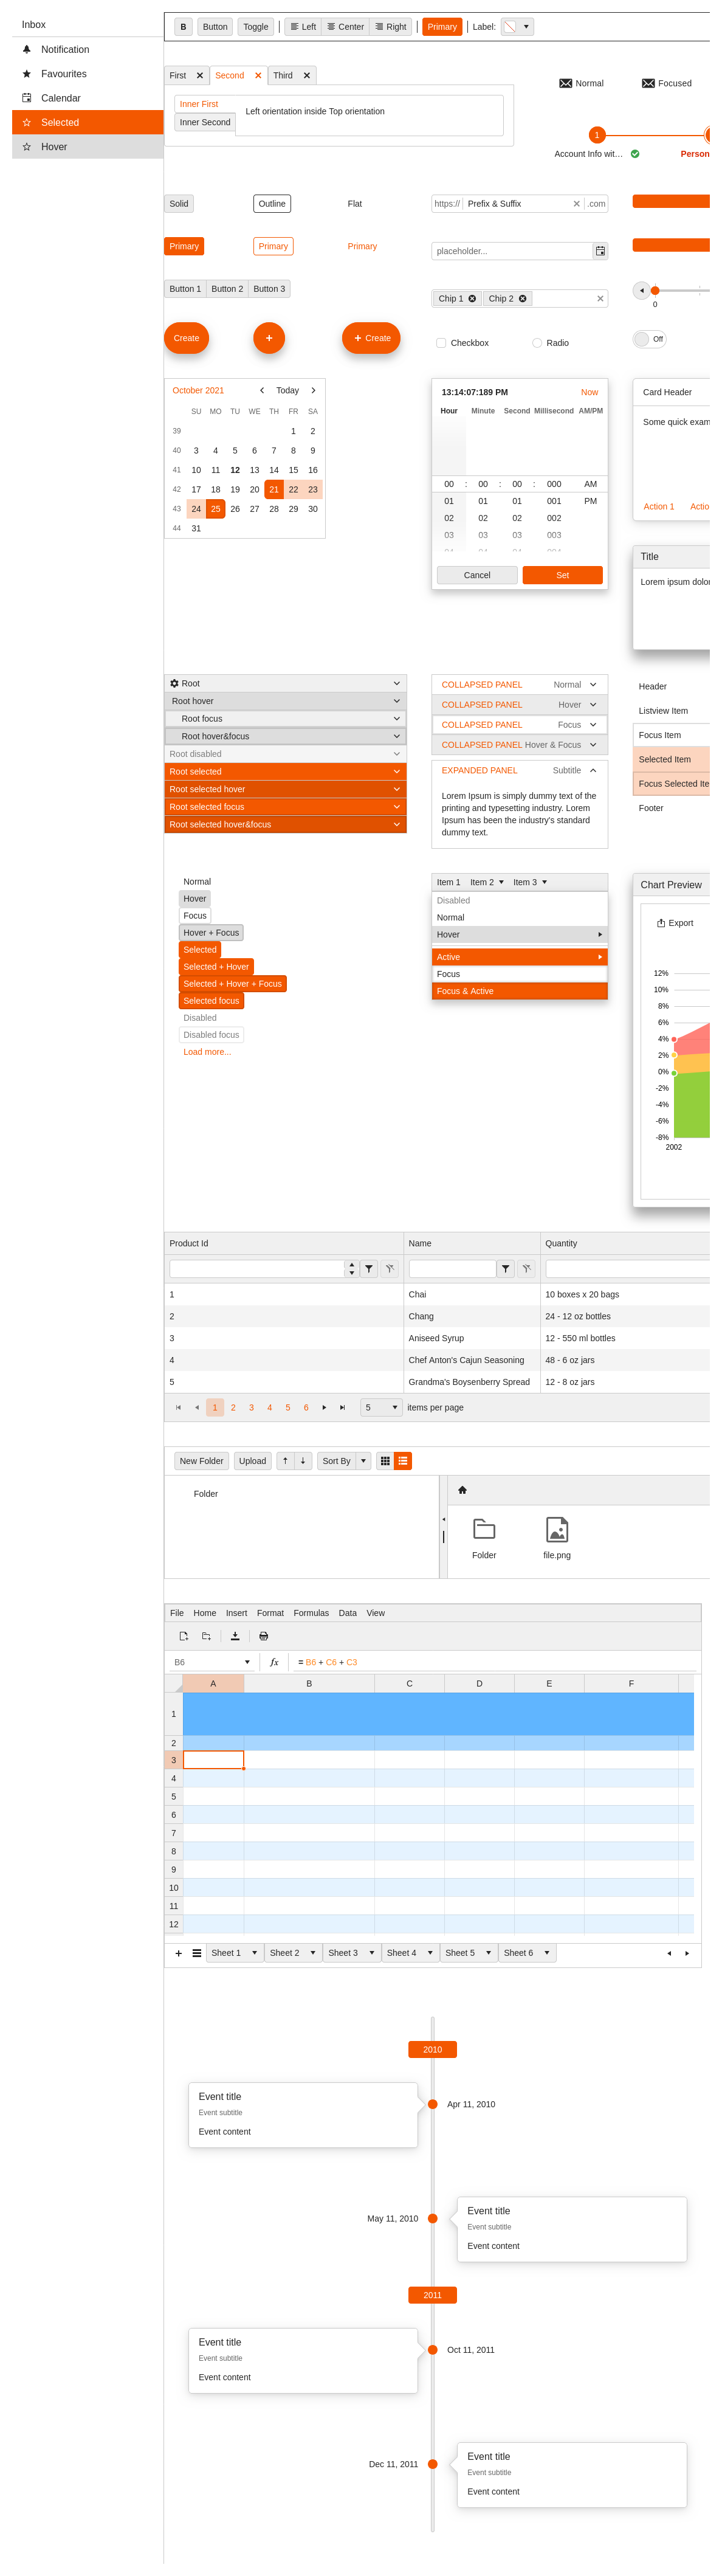 Inbox
Notification
Favourites
Calendar
Selected
Hover
B Button Toggle Left Center Right Primary Label:
First Second Third
Inner First
Inner Second
Left orientation inside Top orientation
Normal Focused
1
Account Info wit... Person
Solid Outline Flat
https:// Prefix & Suffix .com
Primary Primary Primary
placeholder...
Button 1 Button 2 Button 3
Chip 1 Chip 2
0
Create + + Create
Checkbox Radio Off
October 2021 Today
SU MO TU WE TH FR SA
39 1 2
40 3 4 5 6 7 8 9
41 10 11 12 13 14 15 16
42 17 18 19 20 21 22 23
43 24 25 26 27 28 29 30
44 31
13:14:07:189 PM Now
Hour Minute Second Millisecond AM/PM
00 : 00 : 00 : 000 AM
01 01 01 001 PM
02 02 02 002
03 03 03 003
04 04 04 004
Cancel Set
Card Header
Some quick exam
Action 1 Actio
Title
Lorem ipsum dolor
Root
Root hover
Root focus
Root hover&focus
Root disabled
Root selected
Root selected hover
Root selected focus
Root selected hover&focus
COLLAPSED PANEL Normal
COLLAPSED PANEL Hover
COLLAPSED PANEL Focus
COLLAPSED PANEL Hover & Focus
EXPANDED PANEL Subtitle
Lorem Ipsum is simply dummy text of the
printing and typesetting industry. Lorem
Ipsum has been the industry's standard
dummy text.
Header
Listview Item
Focus Item
Selected Item
Focus Selected Ite
Footer
Normal
Hover
Focus
Hover + Focus
Selected
Selected + Hover
Selected + Hover + Focus
Selected focus
Disabled
Disabled focus
Load more...
Item 1 Item 2 Item 3
Disabled
Normal
Hover
Active
Focus
Focus & Active
Chart Preview
Export
12%
10%
8%
6%
4%
2%
0%
-2%
-4%
-6%
-8%
2002
Product Id Name Quantity
1 Chai 10 boxes x 20 bags
2 Chang 24 - 12 oz bottles
3 Aniseed Syrup 12 - 550 ml bottles
4 Chef Anton's Cajun Seasoning 48 - 6 oz jars
5 Grandma's Boysenberry Spread 12 - 8 oz jars
1 2 3 4 5 6 5 items per page
New Folder Upload Sort By
Folder
Folder file.png
File Home Insert Format Formulas Data View
B6 fx = B6 + C6 + C3
A B C D E F
1
2
3
4
5
6
7
8
9
10
11
12
Sheet 1 Sheet 2 Sheet 3 Sheet 4 Sheet 5 Sheet 6
2010
Event title
Event subtitle
Event content
Apr 11, 2010
May 11, 2010
Event title
Event subtitle
Event content
2011
Event title
Event subtitle
Event content
Oct 11, 2011
Dec 11, 2011
Event title
Event subtitle
Event content